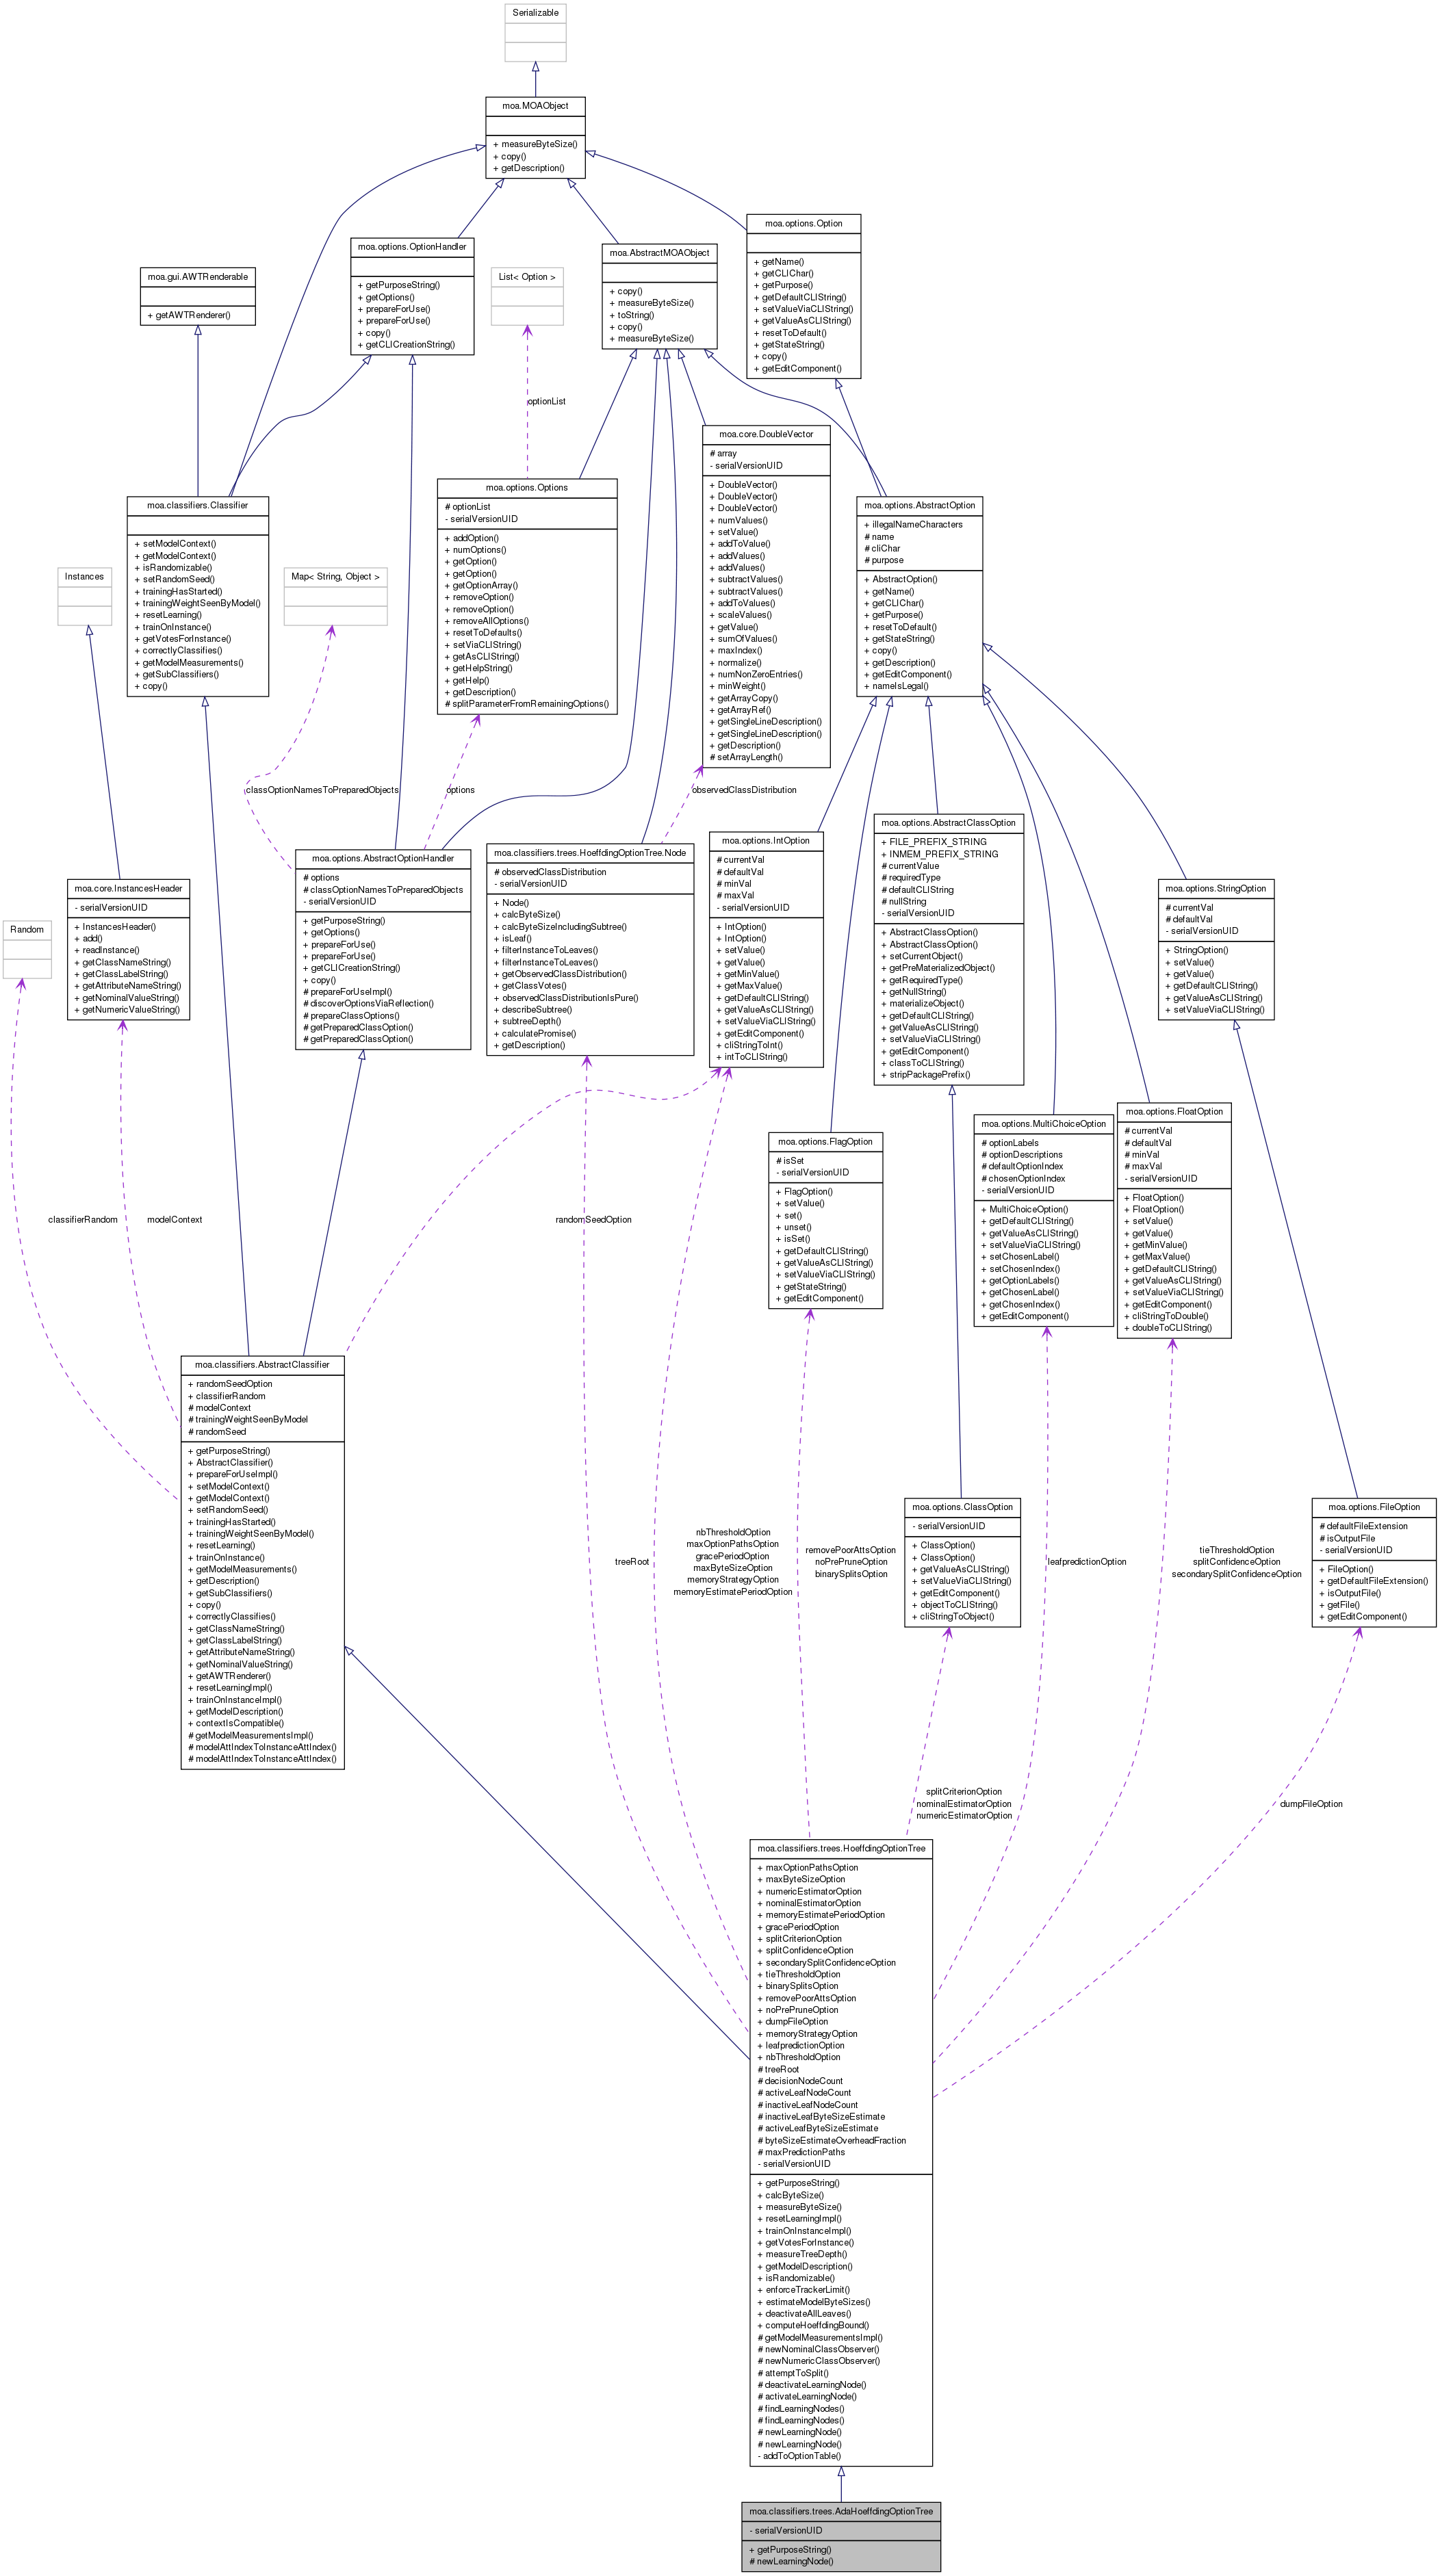 Serializable
moa.MOAObject
+ measureByteSize()
+ copy()
+ getDescription()
moa.options.Option
+ getName()
+ getCLIChar()
+ getPurpose()
+ getDefaultCLIString()
+ setValueViaCLIString()
+ getValueAsCLIString()
+ resetToDefault()
+ getStateString()
+ copy()
+ getEditComponent()
moa.options.OptionHandler
+ getPurposeString()
+ getOptions()
+ prepareForUse()
+ prepareForUse()
+ copy()
+ getCLICreationString()
moa.AbstractMOAObject
+ copy()
+ measureByteSize()
+ toString()
+ copy()
+ measureByteSize()
moa.gui.AWTRenderable
+ getAWTRenderer()
List< Option >
optionList
moa.core.DoubleVector
# array
- serialVersionUID
+ DoubleVector()
+ DoubleVector()
+ DoubleVector()
+ numValues()
+ setValue()
+ addToValue()
+ addValues()
+ addValues()
+ subtractValues()
+ subtractValues()
+ addToValues()
+ scaleValues()
+ getValue()
+ sumOfValues()
+ maxIndex()
+ normalize()
+ numNonZeroEntries()
+ minWeight()
+ getArrayCopy()
+ getArrayRef()
+ getSingleLineDescription()
+ getSingleLineDescription()
+ getDescription()
# setArrayLength()
moa.options.Options
# optionList
- serialVersionUID
+ addOption()
+ numOptions()
+ getOption()
+ getOption()
+ getOptionArray()
+ removeOption()
+ removeOption()
+ removeAllOptions()
+ resetToDefaults()
+ setViaCLIString()
+ getAsCLIString()
+ getHelpString()
+ getHelp()
+ getDescription()
# splitParameterFromRemainingOptions()
moa.classifiers.Classifier
+ setModelContext()
+ getModelContext()
+ isRandomizable()
+ setRandomSeed()
+ trainingHasStarted()
+ trainingWeightSeenByModel()
+ resetLearning()
+ trainOnInstance()
+ getVotesForInstance()
+ correctlyClassifies()
+ getModelMeasurements()
+ getSubClassifiers()
+ copy()
moa.options.AbstractOption
+ illegalNameCharacters
# name
# cliChar
# purpose
+ AbstractOption()
+ getName()
+ getCLIChar()
+ getPurpose()
+ resetToDefault()
+ getStateString()
+ copy()
+ getDescription()
+ getEditComponent()
+ nameIsLegal()
Instances
Map< String, Object >
classOptionNamesToPreparedObjects
options
observedClassDistribution
moa.options.AbstractClassOption
+ FILE_PREFIX_STRING
+ INMEM_PREFIX_STRING
# currentValue
# requiredType
# defaultCLIString
# nullString
- serialVersionUID
+ AbstractClassOption()
+ AbstractClassOption()
+ setCurrentObject()
+ getPreMaterializedObject()
+ getRequiredType()
+ getNullString()
+ materializeObject()
+ getDefaultCLIString()
+ getValueAsCLIString()
+ setValueViaCLIString()
+ getEditComponent()
+ classToCLIString()
+ stripPackagePrefix()
moa.options.IntOption
# currentVal
# defaultVal
# minVal
# maxVal
- serialVersionUID
+ IntOption()
+ IntOption()
+ setValue()
+ getValue()
+ getMinValue()
+ getMaxValue()
+ getDefaultCLIString()
+ getValueAsCLIString()
+ setValueViaCLIString()
+ getEditComponent()
+ cliStringToInt()
+ intToCLIString()
moa.classifiers.trees.HoeffdingOptionTree.Node
# observedClassDistribution
- serialVersionUID
+ Node()
+ calcByteSize()
+ calcByteSizeIncludingSubtree()
+ isLeaf()
+ filterInstanceToLeaves()
+ filterInstanceToLeaves()
+ getObservedClassDistribution()
+ getClassVotes()
+ observedClassDistributionIsPure()
+ describeSubtree()
+ subtreeDepth()
+ calculatePromise()
+ getDescription()
moa.options.AbstractOptionHandler
# options
# classOptionNamesToPreparedObjects
- serialVersionUID
+ getPurposeString()
+ getOptions()
+ prepareForUse()
+ prepareForUse()
+ getCLICreationString()
+ copy()
# prepareForUseImpl()
# discoverOptionsViaReflection()
# prepareClassOptions()
# getPreparedClassOption()
# getPreparedClassOption()
moa.core.InstancesHeader
- serialVersionUID
+ InstancesHeader()
+ add()
+ readInstance()
+ getClassNameString()
+ getClassLabelString()
+ getAttributeNameString()
+ getNominalValueString()
+ getNumericValueString()
Random
moa.options.StringOption
# currentVal
# defaultVal
- serialVersionUID
+ StringOption()
+ setValue()
+ getValue()
+ getDefaultCLIString()
+ getValueAsCLIString()
+ setValueViaCLIString()
moa.options.FloatOption
# currentVal
# defaultVal
# minVal
# maxVal
- serialVersionUID
+ FloatOption()
+ FloatOption()
+ setValue()
+ getValue()
+ getMinValue()
+ getMaxValue()
+ getDefaultCLIString()
+ getValueAsCLIString()
+ setValueViaCLIString()
+ getEditComponent()
+ cliStringToDouble()
+ doubleToCLIString()
moa.options.MultiChoiceOption
# optionLabels
# optionDescriptions
# defaultOptionIndex
# chosenOptionIndex
- serialVersionUID
+ MultiChoiceOption()
+ getDefaultCLIString()
+ getValueAsCLIString()
+ setValueViaCLIString()
+ setChosenLabel()
+ setChosenIndex()
+ getOptionLabels()
+ getChosenLabel()
+ getChosenIndex()
+ getEditComponent()
moa.options.FlagOption
# isSet
- serialVersionUID
+ FlagOption()
+ setValue()
+ set()
+ unset()
+ isSet()
+ getDefaultCLIString()
+ getValueAsCLIString()
+ setValueViaCLIString()
+ getStateString()
+ getEditComponent()
classifierRandom
modelContext
randomSeedOption
moa.classifiers.AbstractClassifier
+ randomSeedOption
+ classifierRandom
# modelContext
# trainingWeightSeenByModel
# randomSeed
+ getPurposeString()
+ AbstractClassifier()
+ prepareForUseImpl()
+ setModelContext()
+ getModelContext()
+ setRandomSeed()
+ trainingHasStarted()
+ trainingWeightSeenByModel()
+ resetLearning()
+ trainOnInstance()
+ getModelMeasurements()
+ getDescription()
+ getSubClassifiers()
+ copy()
+ correctlyClassifies()
+ getClassNameString()
+ getClassLabelString()
+ getAttributeNameString()
+ getNominalValueString()
+ getAWTRenderer()
+ resetLearningImpl()
+ trainOnInstanceImpl()
+ getModelDescription()
+ contextIsCompatible()
# getModelMeasurementsImpl()
# modelAttIndexToInstanceAttIndex()
# modelAttIndexToInstanceAttIndex()
moa.options.ClassOption
- serialVersionUID
+ ClassOption()
+ ClassOption()
+ getValueAsCLIString()
+ setValueViaCLIString()
+ getEditComponent()
+ objectToCLIString()
+ cliStringToObject()
moa.options.FileOption
# defaultFileExtension
# isOutputFile
- serialVersionUID
+ FileOption()
+ getDefaultFileExtension()
+ isOutputFile()
+ getFile()
+ getEditComponent()
treeRoot
nbThresholdOption
maxOptionPathsOption
gracePeriodOption
maxByteSizeOption
memoryStrategyOption
memoryEstimatePeriodOption
removePoorAttsOption
noPrePruneOption
binarySplitsOption
leafpredictionOption
tieThresholdOption
splitConfidenceOption
secondarySplitConfidenceOption
splitCriterionOption
nominalEstimatorOption
numericEstimatorOption
dumpFileOption
moa.classifiers.trees.HoeffdingOptionTree
+ maxOptionPathsOption
+ maxByteSizeOption
+ numericEstimatorOption
+ nominalEstimatorOption
+ memoryEstimatePeriodOption
+ gracePeriodOption
+ splitCriterionOption
+ splitConfidenceOption
+ secondarySplitConfidenceOption
+ tieThresholdOption
+ binarySplitsOption
+ removePoorAttsOption
+ noPrePruneOption
+ dumpFileOption
+ memoryStrategyOption
+ leafpredictionOption
+ nbThresholdOption
# treeRoot
# decisionNodeCount
# activeLeafNodeCount
# inactiveLeafNodeCount
# inactiveLeafByteSizeEstimate
# activeLeafByteSizeEstimate
# byteSizeEstimateOverheadFraction
# maxPredictionPaths
- serialVersionUID
+ getPurposeString()
+ calcByteSize()
+ measureByteSize()
+ resetLearningImpl()
+ trainOnInstanceImpl()
+ getVotesForInstance()
+ measureTreeDepth()
+ getModelDescription()
+ isRandomizable()
+ enforceTrackerLimit()
+ estimateModelByteSizes()
+ deactivateAllLeaves()
+ computeHoeffdingBound()
# getModelMeasurementsImpl()
# newNominalClassObserver()
# newNumericClassObserver()
# attemptToSplit()
# deactivateLearningNode()
# activateLearningNode()
# findLearningNodes()
# findLearningNodes()
# newLearningNode()
# newLearningNode()
- addToOptionTable()
moa.classifiers.trees.AdaHoeffdingOptionTree
- serialVersionUID
+ getPurposeString()
# newLearningNode()